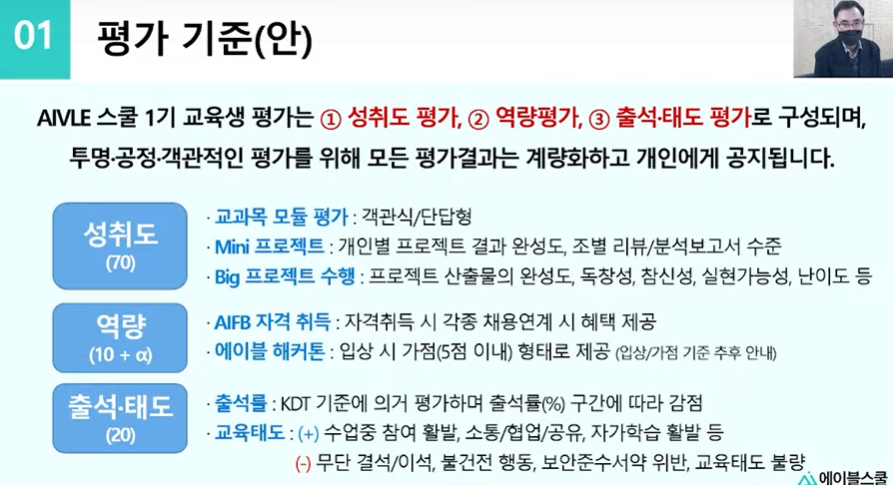 01 평가 기준(안)
AIVLE 스쿨 1기 교육생 평가는 ① 성취도 평가, ② 역량평가, ③ 출석·태도 평가로 구성되며,
투명·공정·객관적인 평가를 위해 모든 평가결과는 계량화하고 개인에게 공지됩니다.
성취도
(70)
· 교과목 모듈 평가 : 객관식/단답형
· Mini 프로젝트 : 개인별 프로젝트 결과 완성도, 조별 리뷰/분석보고서 수준
· Big 프로젝트 수행 : 프로젝트 산출물의 완성도, 독창성, 참신성, 실현가능성, 난이도 등
역량
(10 + α)
· AIFB 자격 취득 : 자격취득 시 각종 채용연계 시 혜택 제공
· 에이블 해커톤 : 입상 시 가점(5점 이내) 형태로 제공 (입상/가점 기준 추후 안내)
출석·태도
(20)
· 출석률 : KDT 기준에 의거 평가하며 출석률(%) 구간에 따라 감점
· 교육태도 : (+) 수업중 참여 활발, 소통/협업/공유, 자가학습 활발 등
(-) 무단 결석/이석, 불건전 행동, 보안준수서약 위반, 교육태도 불량
에이블스쿨